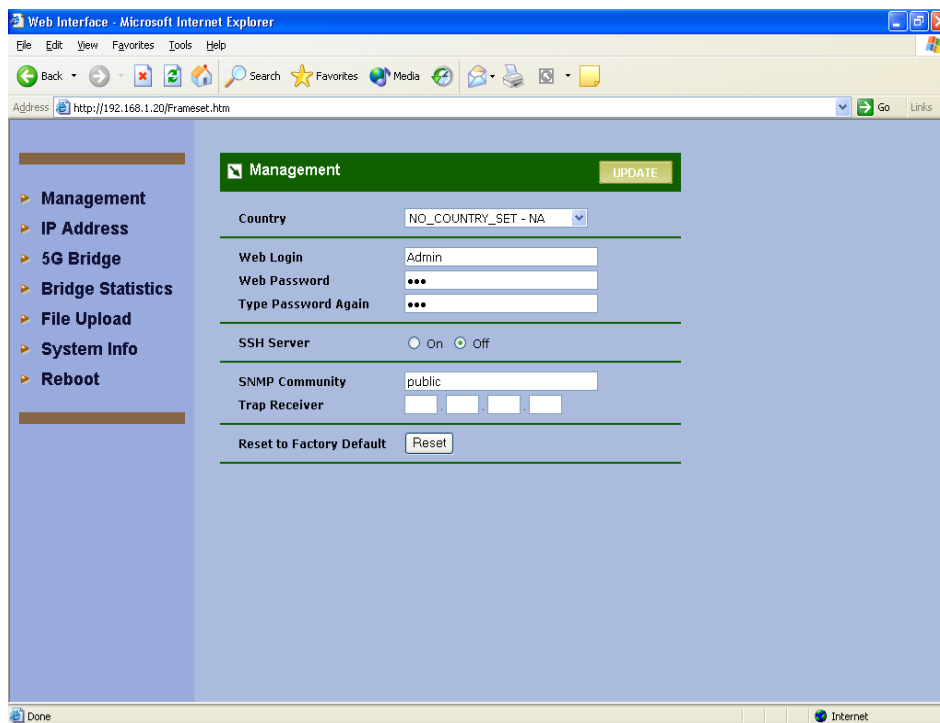 Web Interface - Microsoft Internet Explorer
File Edit View Favorites Tools Help
Back Search Favorites Media
Address http://192.168.1.20/Frameset.htm Go Links
Management UPDATE
Management
IP Address
5G Bridge
Bridge Statistics
File Upload
System Info
Reboot
Country NO_COUNTRY_SET - NA
Web Login Admin
Web Password •••
Type Password Again •••
SSH Server On Off
SNMP Community public
Trap Receiver . . .
Reset to Factory Default Reset
Done Internet